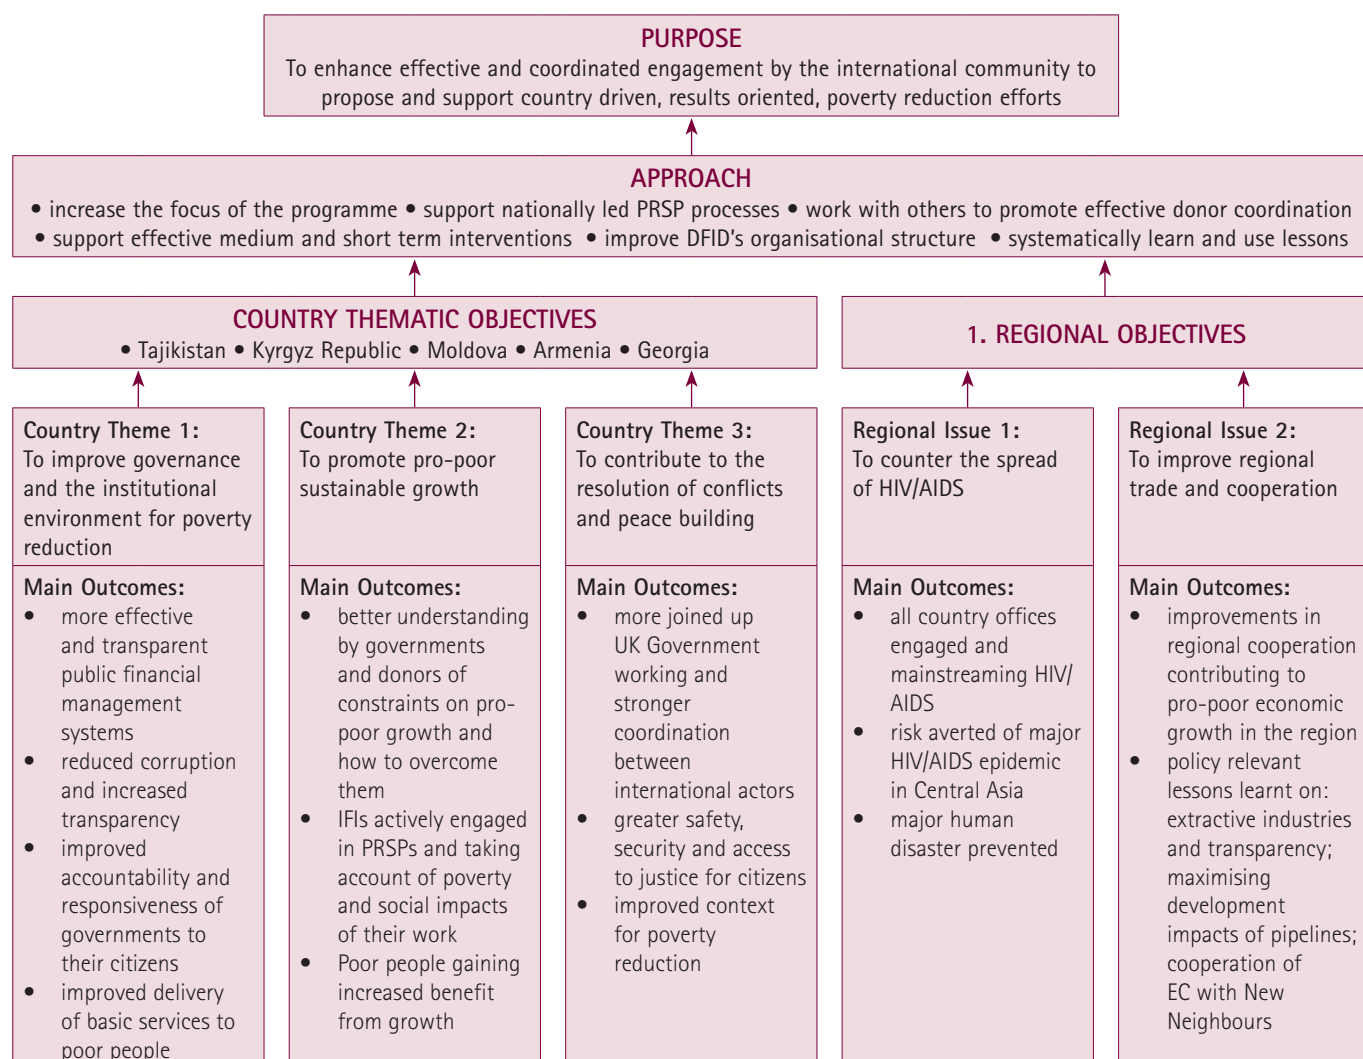 PURPOSE
To enhance effective and coordinated engagement by the international community to
propose and support country driven, results oriented, poverty reduction efforts
APPROACH
• increase the focus of the programme • support nationally led PRSP processes • work with others to promote effective donor coordination
• support effective medium and short term interventions • improve DFID's organisational structure • systematically learn and use lessons
COUNTRY THEMATIC OBJECTIVES
• Tajikistan • Kyrgyz Republic • Moldova • Armenia • Georgia
1. REGIONAL OBJECTIVES
Country Theme 1:
To improve governance
and the institutional
environment for poverty
reduction
Main Outcomes:
• more effective
and transparent
public financial
management
systems
• reduced corruption
and increased
transparency
• improved
accountability and
responsiveness of
governments to
their citizens
• improved delivery
of basic services to
poor people
Country Theme 2:
To promote pro-poor
sustainable growth
Main Outcomes:
• better understanding
by governments
and donors of
constraints on pro-
poor growth and
how to overcome
them
• IFIs actively engaged
in PRSPs and taking
account of poverty
and social impacts
of their work
• Poor people gaining
increased benefit
from growth
Country Theme 3:
To contribute to the
resolution of conflicts
and peace building
Main Outcomes:
• more joined up
UK Government
working and
stronger
coordination
between
international actors
• greater safety,
security and access
to justice for citizens
• improved context
for poverty
reduction
Regional Issue 1:
To counter the spread
of HIV/AIDS
Main Outcomes:
• all country offices
engaged and
mainstreaming HIV/
AIDS
• risk averted of major
HIV/AIDS epidemic
in Central Asia
• major human
disaster prevented
Regional Issue 2:
To improve regional
trade and cooperation
Main Outcomes:
• improvements in
regional cooperation
contributing to
pro-poor economic
growth in the region
• policy relevant
lessons learnt on:
extractive industries
and transparency;
maximising
development
impacts of pipelines;
cooperation of
EC with New
Neighbours